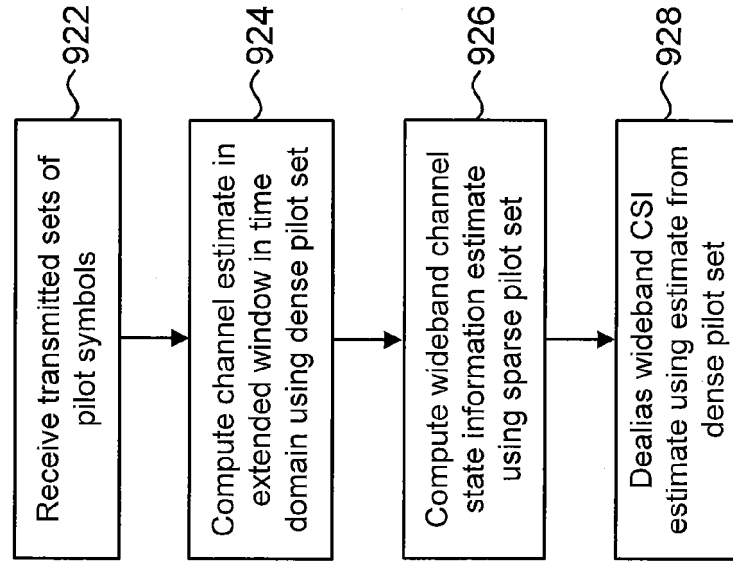 Receive transmitted sets of
pilot symbols
922
Compute channel estimate in
extended window in time
domain using dense pilot set
924
Compute wideband channel
state information estimate
using sparse pilot set
926
Dealias wideband CSI
estimate using estimate from
dense pilot set
928